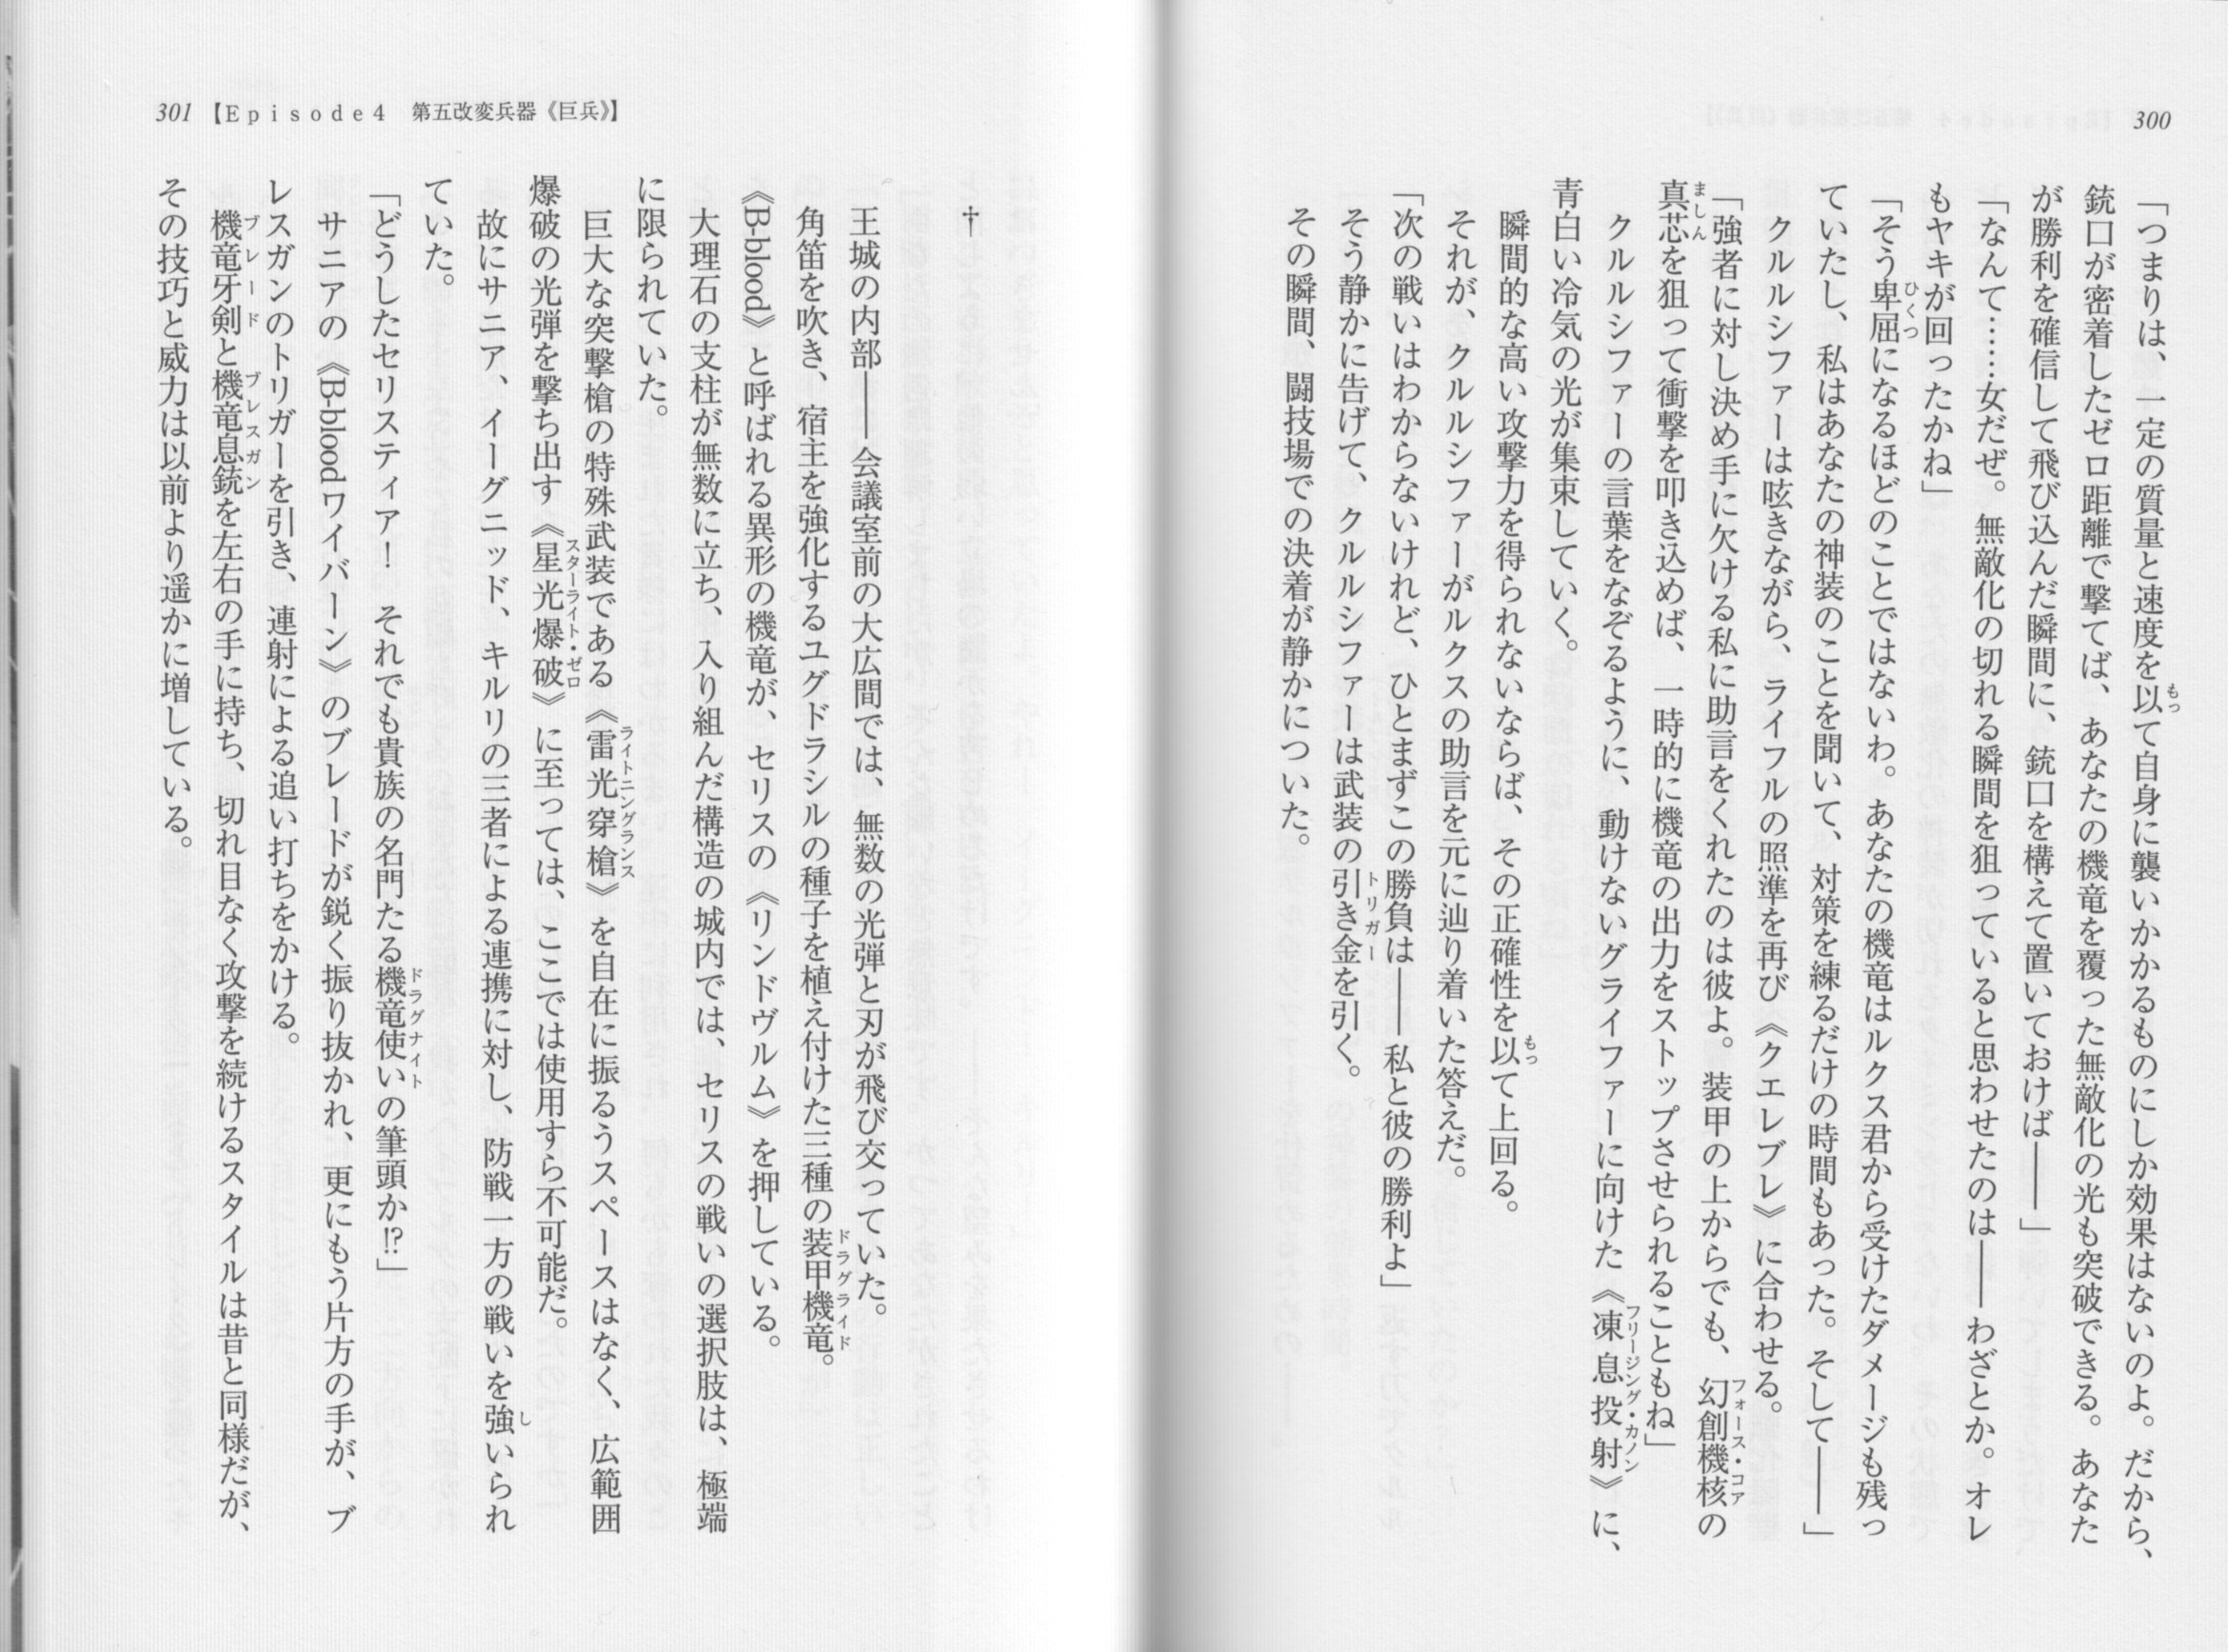 300
「つまりは、一定の質量と速度を以て自身に襲いかかるものにしか効果はないのよ。だから、
銃口が密着したゼロ距離で撃てば、あなたの機竜を覆った無敵化の光も突破できる。あなた
が勝利を確信して飛び込んだ瞬間に、銃口を構えて置いておけば――」
「なんて……女だぜ。無敵化の切れる瞬間を狙っていると思わせたのは――わざとか。オレ
もヤキが回ったかね」
「そう卑屈になるほどのことではないわ。あなたの機竜はルクス君から受けたダメージも残っ
ていたし、私はあなたの神装のことを聞いて、対策を練るだけの時間もあった。そして――」
クルルシファーは呟きながら、ライフルの照準を再び《クエレブレ》に合わせる。
「強者に対し決め手に欠ける私に助言をくれたのは彼よ。装甲の上からでも、幻創機核の
真芯を狙って衝撃を叩き込めば、一時的に機竜の出力をストップさせられることもね」
クルルシファーの言葉をなぞるように、動けないグライファーに向けた《凍息投射》に、
青白い冷気の光が集束していく。
瞬間的な高い攻撃力を得られないならば、その正確性を以て上回る。
それが、クルルシファーがルクスの助言を元に辿り着いた答えだ。
「次の戦いはわからないけれど、ひとまずこの勝負は――私と彼の勝利よ」
そう静かに告げて、クルルシファーは武装の引き金を引く。
その瞬間、闘技場での決着が静かについた。
301【Episode4 第五改変兵器《巨兵》】
†
王城の内部――会議室前の大広間では、無数の光弾と刃が飛び交っていた。
角笛を吹き、宿主を強化するユグドラシルの種子を植え付けた三種の装甲機竜。
《B-blood》と呼ばれる異形の機竜が、セリスの《リンドヴルム》を押している。
大理石の支柱が無数に立ち、入り組んだ構造の城内では、セリスの戦いの選択肢は、極端
に限られていた。
巨大な突撃槍の特殊武装である《雷光穿槍》を自在に振るうスペースはなく、広範囲
爆破の光弾を撃ち出す《星光爆破》に至っては、ここでは使用すら不可能だ。
故にサニア、イーグニッド、キルリの三者による連携に対し、防戦一方の戦いを強いられ
ていた。
「どうしたセリスティア！　それでも貴族の名門たる機竜使いの筆頭か!?」
サニアの《B-bloodワイバーン》のブレードが鋭く振り抜かれ、更にもう片方の手が、ブ
レスガンのトリガーを引き、連射による追い打ちをかける。
機竜牙剣と機竜息銃を左右の手に持ち、切れ目なく攻撃を続けるスタイルは昔と同様だが、
その技巧と威力は以前より遥かに増している。